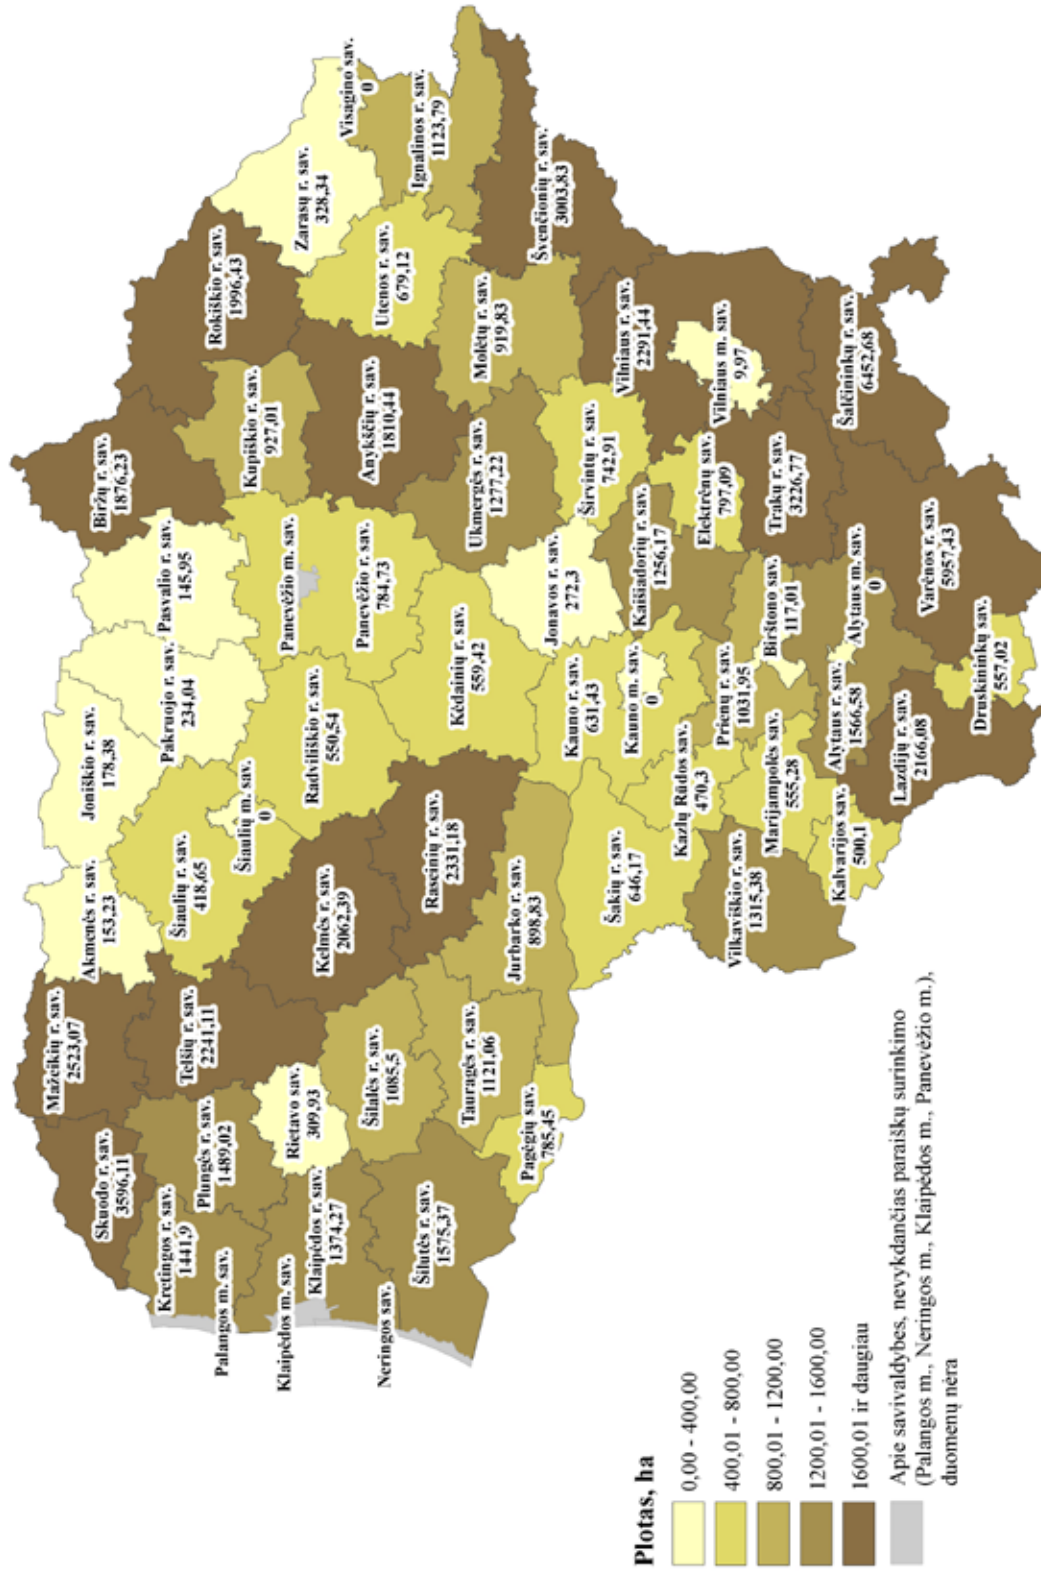 Skuodo r. sav.
3596,11
Mažeikių r. sav.
2523,07
Akmenės r. sav.
153,23
Joniškio r. sav.
178,38
Pakruojo r. sav.
234,04
Pasvalio r. sav.
145,95
Biržų r. sav.
1876,23
Rokiškio r. sav.
1996,43
Kretingos r. sav.
1441,9
Plungės r. sav.
1489,02
Telšių r. sav.
2241,11
Šiaulių r. sav.
418,65
Šiaulių m. sav.
0
Kupiškio r. sav.
927,01
Zarasų r. sav.
328,34
Visagino sav.
0
Palangos m. sav.
Klaipėdos m. sav.
Klaipėdos r. sav.
1374,27
Rietavo sav.
309,93
Kelmės r. sav.
2062,39
Radviliškio r. sav.
550,54
Panevėžio m. sav.
Panevėžio r. sav.
784,73
Anykščių r. sav.
1810,44
Utenos r. sav.
679,12
Ignalinos r. sav.
1123,79
Neringos sav.
Šilutės r. sav.
1575,37
Šilalės r. sav.
1085,5
Tauragės r. sav.
1121,06
Pagėgių sav.
785,45
Raseinių r. sav.
2331,18
Jurbarko r. sav.
898,83
Kėdainių r. sav.
559,42
Ukmergės r. sav.
1277,22
Molėtų r. sav.
919,83
Švenčionių r. sav.
3003,83
Jonavos r. sav.
272,3
Širvintų r. sav.
742,91
Vilniaus r. sav.
2291,44
Vilniaus m. sav.
9,97
Šakių r. sav.
646,17
Kauno r. sav.
631,43
Kauno m. sav.
0
Kaišiadorių r. sav.
1256,17
Elektrėnų sav.
797,09
Trakų r. sav.
3226,77
Šalčininkų r. sav.
6452,68
Kazlų Rūdos sav.
470,3
Prienų r. sav.
1031,95
Birštono sav.
117,01
Vilkaviškio r. sav.
1315,38
Marijampolės sav.
555,28
Kalvarijos sav.
500,1
Alytaus r. sav.
1566,58
Alytaus m. sav.
0
Lazdijų r. sav.
2166,08
Varėnos r. sav.
5957,43
Druskininkų sav.
557,02
Plotas, ha
0,00 - 400,00
400,01 - 800,00
800,01 - 1200,00
1200,01 - 1600,00
1600,01 ir daugiau
Apie savivaldybes, nevykdančias paraiškų surinkimo
(Palangos m., Neringos m., Klaipėdos m., Panevėžio m.),
duomenų nėra